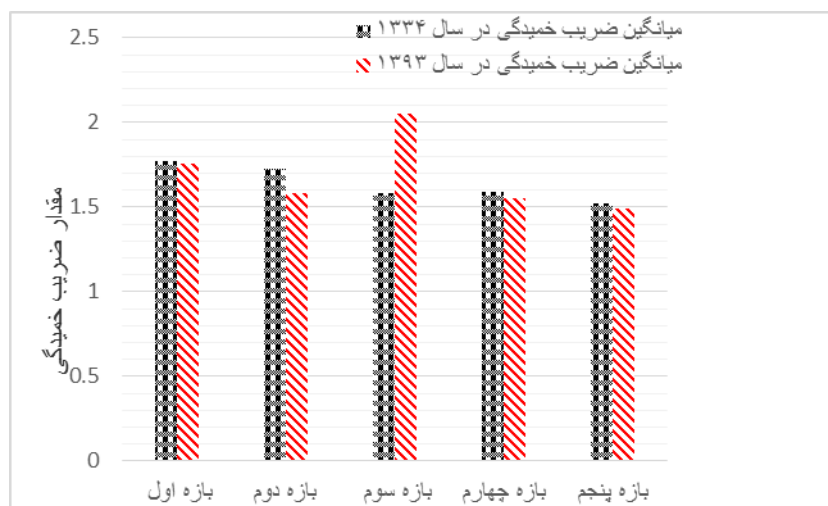 میانگین ضریب خمیدگی در سال ۱۳۳۴
میانگین ضریب خمیدگی در سال ۱۳۹۳
2.5
2
1.5
1
0.5
0
مقدار ضریب خمیدگی
بازه اول
بازه دوم
بازه سوم
بازه چهارم
بازه پنجم